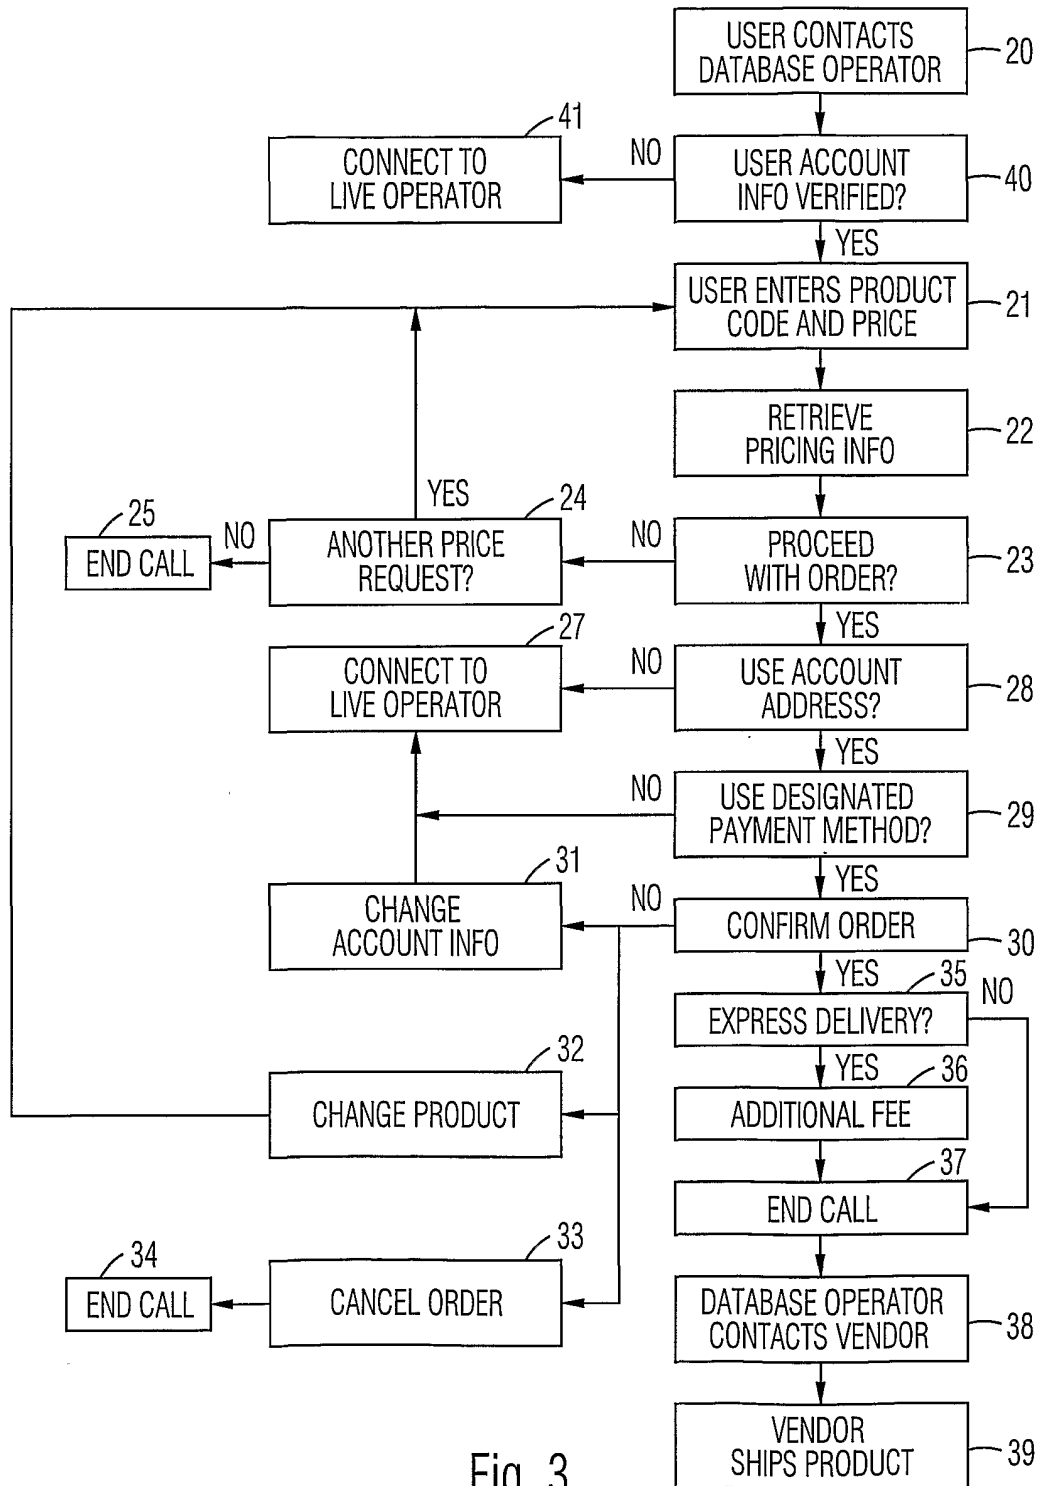 USER CONTACTS
DATABASE OPERATOR
20
41
CONNECT TO
LIVE OPERATOR
NO
USER ACCOUNT
INFO VERIFIED?
40
YES
USER ENTERS PRODUCT
CODE AND PRICE
21
RETRIEVE
PRICING INFO
22
YES
25
END CALL
NO
24
ANOTHER PRICE
REQUEST?
NO
PROCEED
WITH ORDER?
23
YES
27
CONNECT TO
LIVE OPERATOR
NO
USE ACCOUNT
ADDRESS?
28
YES
NO
USE DESIGNATED
PAYMENT METHOD?
29
YES
31
CHANGE
ACCOUNT INFO
NO
CONFIRM ORDER
30
YES
35
NO
EXPRESS DELIVERY?
YES
36
32
CHANGE PRODUCT
ADDITIONAL FEE
37
END CALL
34
END CALL
33
CANCEL ORDER
DATABASE OPERATOR
CONTACTS VENDOR
38
VENDOR
SHIPS PRODUCT
39
Fig. 3